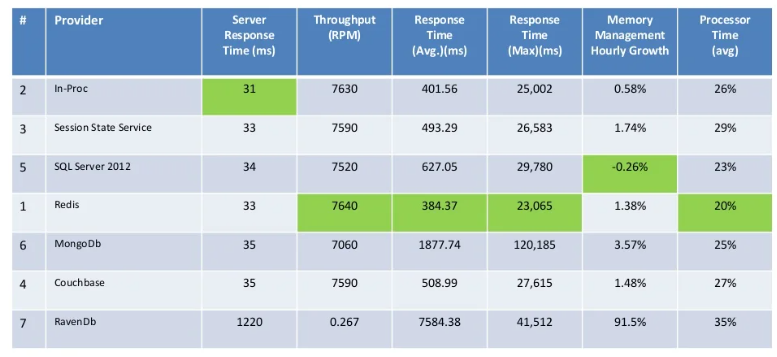 # Provider Server Response Time (ms) Throughput (RPM) Response Time (Avg.)(ms) Response Time (Max)(ms) Memory Management Hourly Growth Processor Time (avg)
2 In-Proc 31 7630 401.56 25,002 0.58% 26%
3 Session State Service 33 7590 493.29 26,583 1.74% 29%
5 SQL Server 2012 34 7520 627.05 29,780 -0.26% 23%
1 Redis 33 7640 384.37 23,065 1.38% 20%
6 MongoDb 35 7060 1877.74 120,185 3.57% 25%
4 Couchbase 35 7590 508.99 27,615 1.48% 27%
7 RavenDb 1220 0.267 7584.38 41,512 91.5% 35%